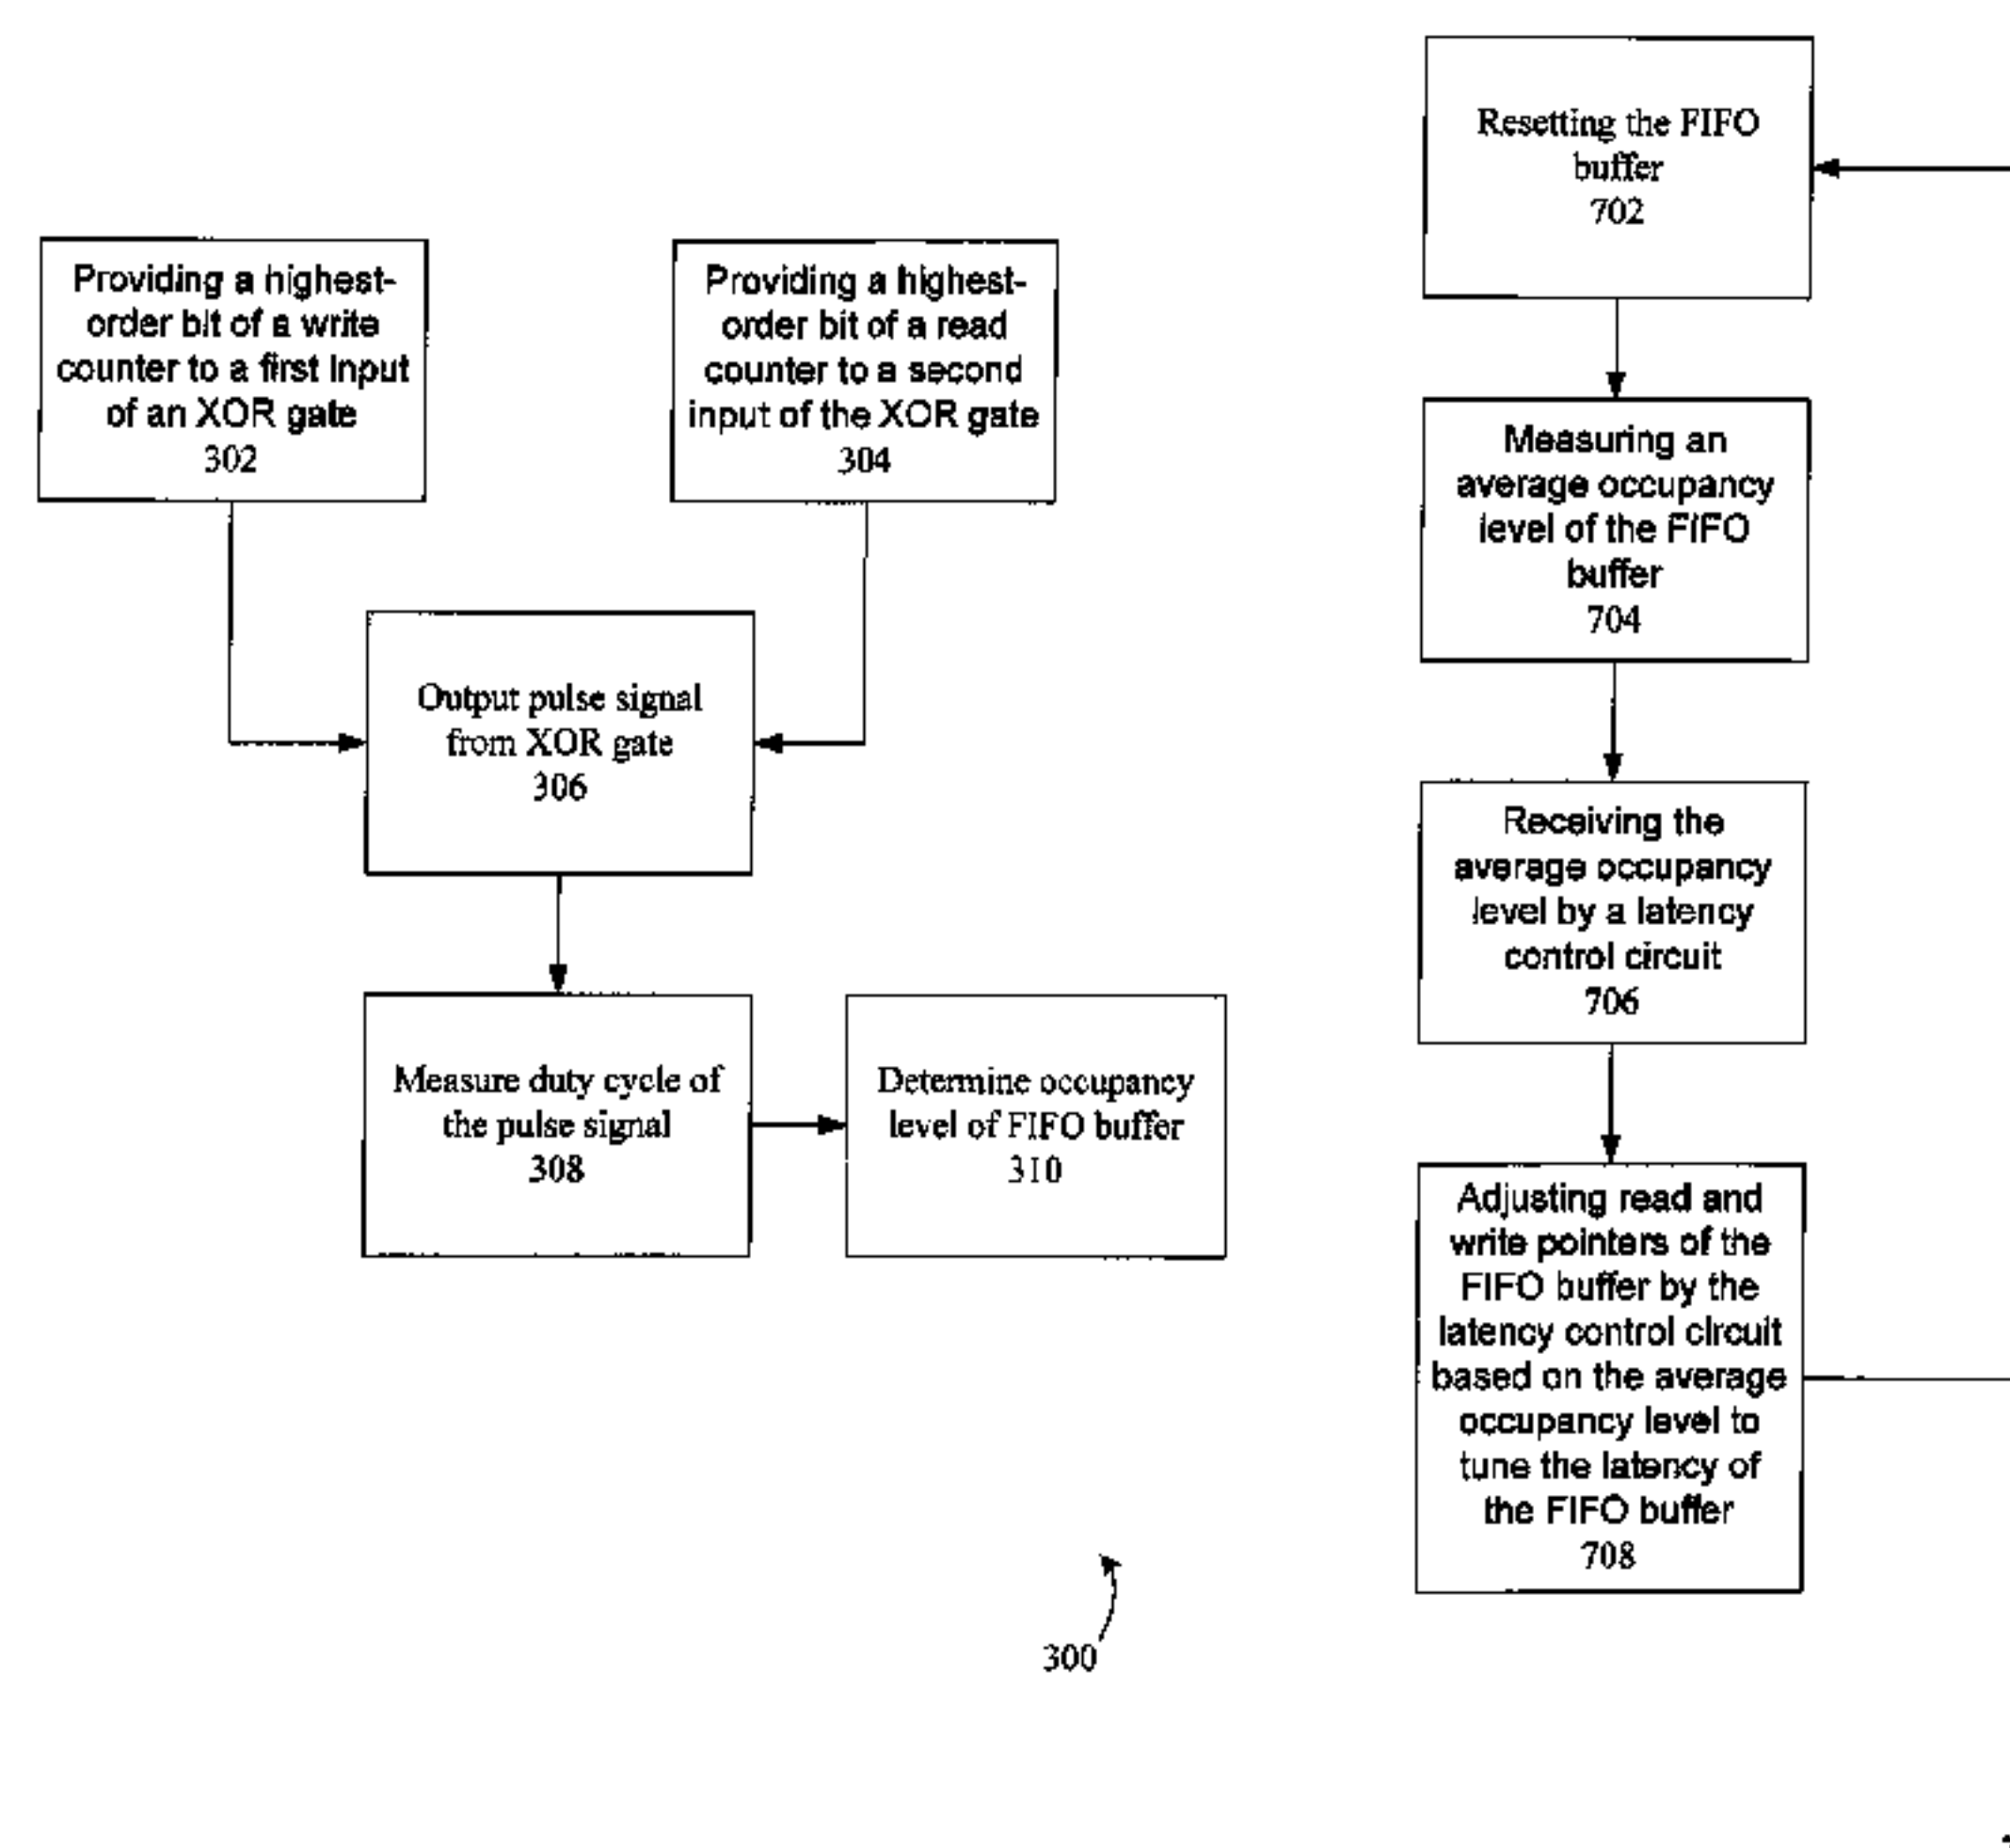 Providing a highest-
order bit of a write
counter to a first input
of an XOR gate
302
Providing a highest-
order bit of a read
counter to a second
input of the XOR gate
304
Output pulse signal
from XOR gate
306
Measure duty cycle of
the pulse signal
308
Determine occupancy
level of FIFO buffer
310
300
Resetting the FIFO
buffer
702
Measuring an
average occupancy
level of the FIFO
buffer
704
Receiving the
average occupancy
level by a latency
control circuit
706
Adjusting read and
write pointers of the
FIFO buffer by the
latency control circuit
based on the average
occupancy level to
tune the latency of
the FIFO buffer
708